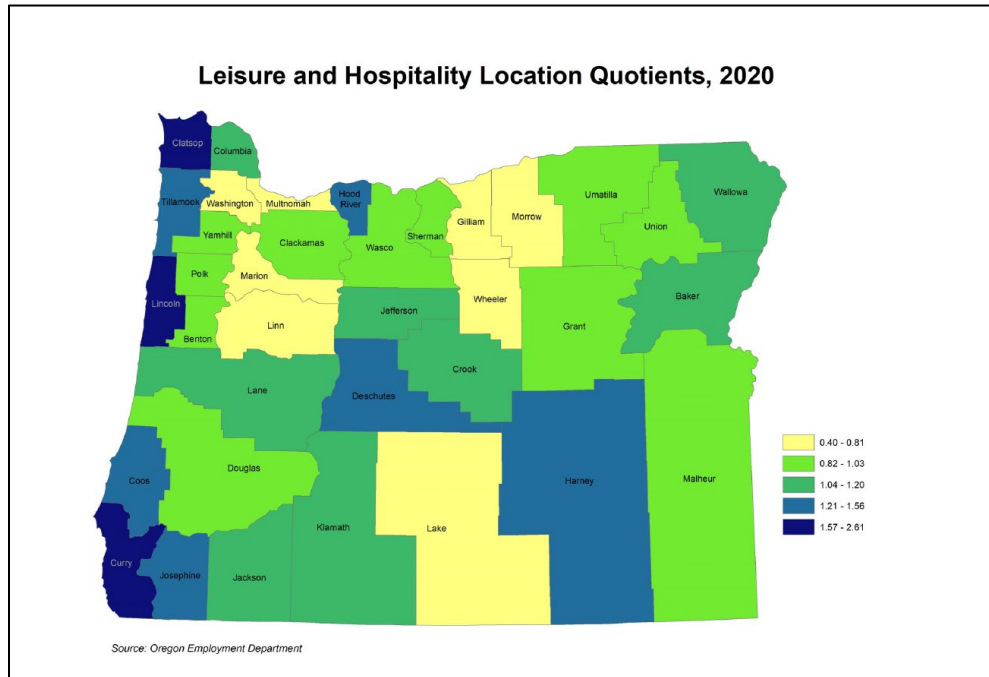 Leisure and Hospitality Location Quotients, 2020
Clatsop
Columbia
Tillamook
Washington
Multnomah
Hood
River
Gilliam
Morrow
Umatilla
Wallowa
Yamhill
Clackamas
Wasco
Sherman
Union
Polk
Marion
Lincoln
Jefferson
Wheeler
Baker
Linn
Grant
Benton
Crook
Lane
Deschutes
Douglas
Coos
Harney
Malheur
Klamath
Lake
Curry
Josephine
Jackson
0.40 - 0.81
0.82 - 1.03
1.04 - 1.20
1.21 - 1.56
1.57 - 2.61
Source: Oregon Employment Department